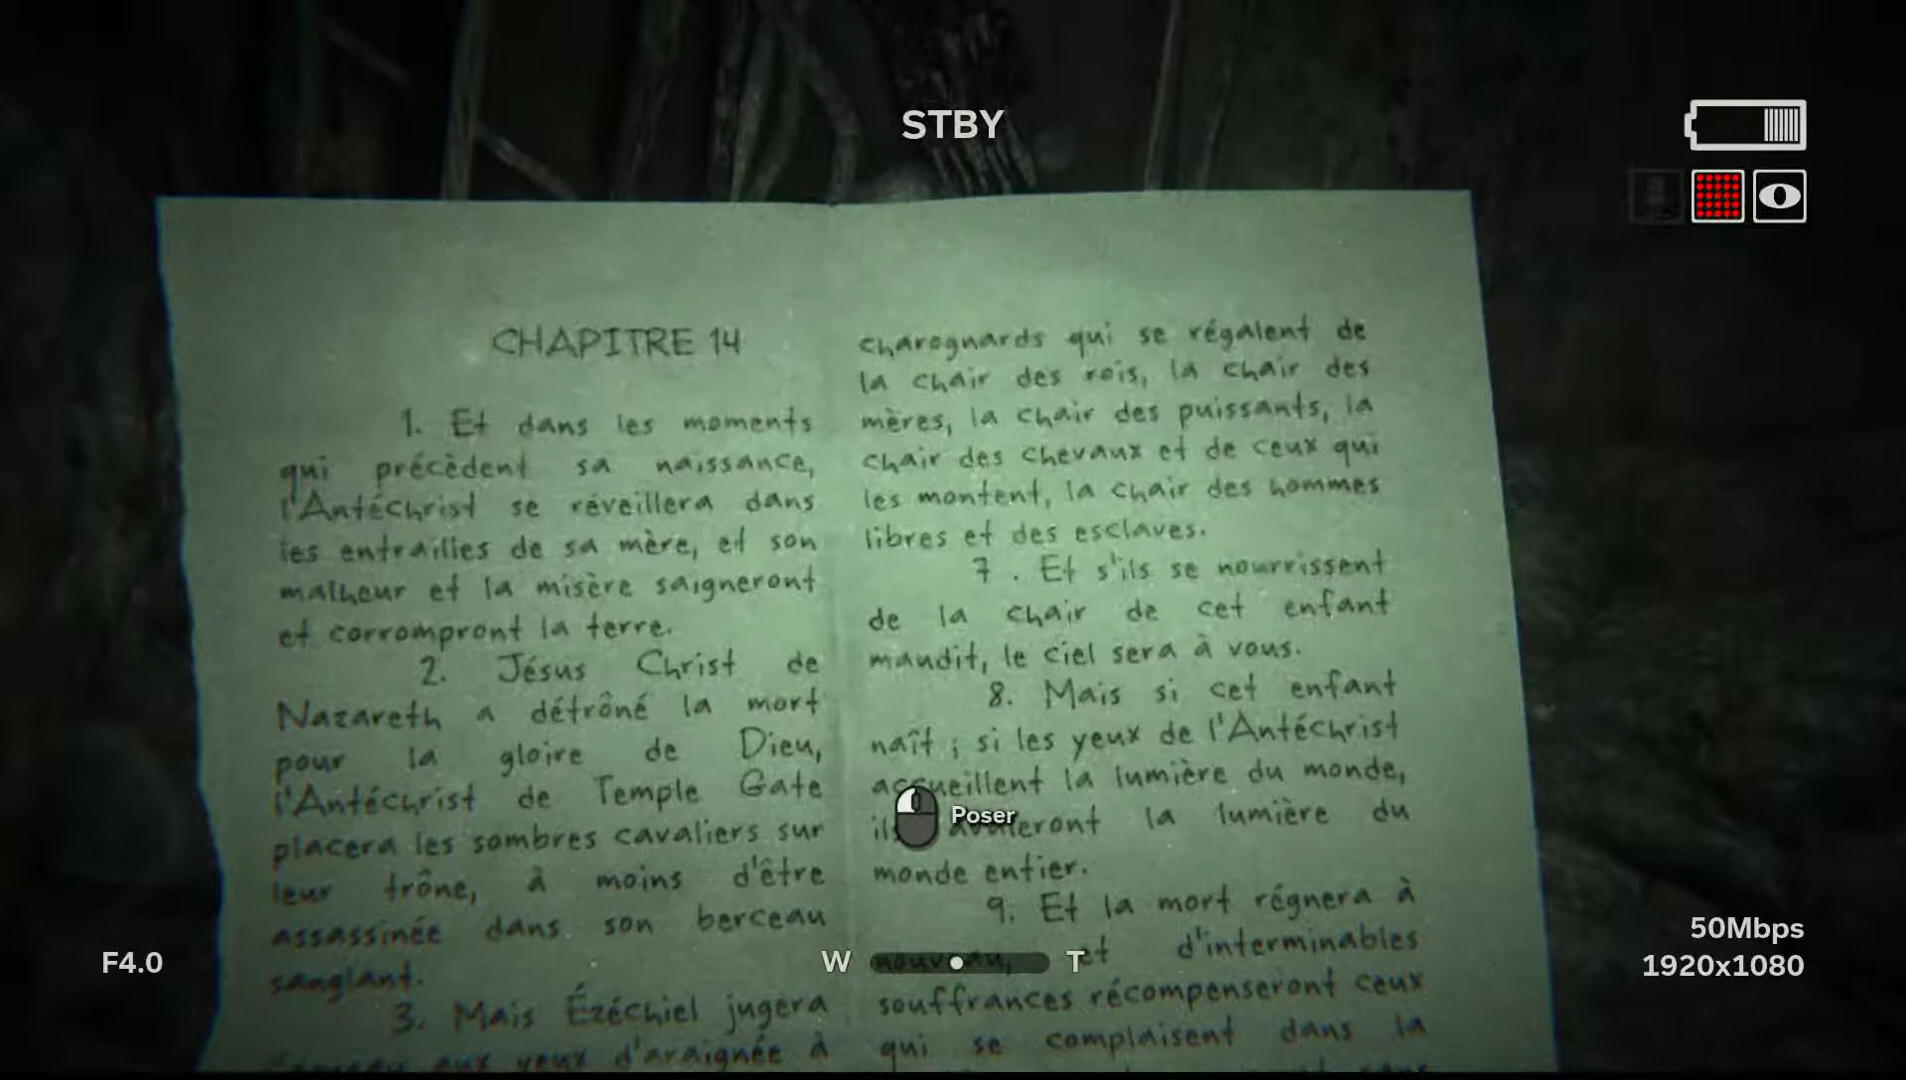 STBY
CHAPITRE 14
1. Et dans les moments
qui précèdent sa naissance,
l'Antéchrist se réveillera dans
les entrailles de sa mère, et son
malheur et la misère saigneront
et corrompront la terre.
2. Jésus Christ de
Nazareth a détrôné la mort
pour la gloire de Dieu,
l'Antéchrist de Temple Gate
placera les sombres cavaliers sur
leur trône, à moins d'être
assassinée dans son berceau
sanglant.
3. Mais Ézéchiel jugera
aux yeux d'araignée à
charognards qui se régalent de
la chair des rois, la chair des
mères, la chair des puissants, la
chair des chevaux et de ceux qui
les montent, la chair des hommes
libres et des esclaves.
7. Et s'ils se nourrissent
de la chair de cet enfant
maudit, le ciel sera à vous.
8. Mais si cet enfant
naît ; si les yeux de l'Antéchrist
accueillent la lumière du monde,
ils avaleront la lumière du
monde entier.
9. Et la mort régnera à
nouveau, et d'interminables
souffrances récompenseront ceux
qui se complaisent dans la
Poser
F4.0
W T
50Mbps
1920x1080